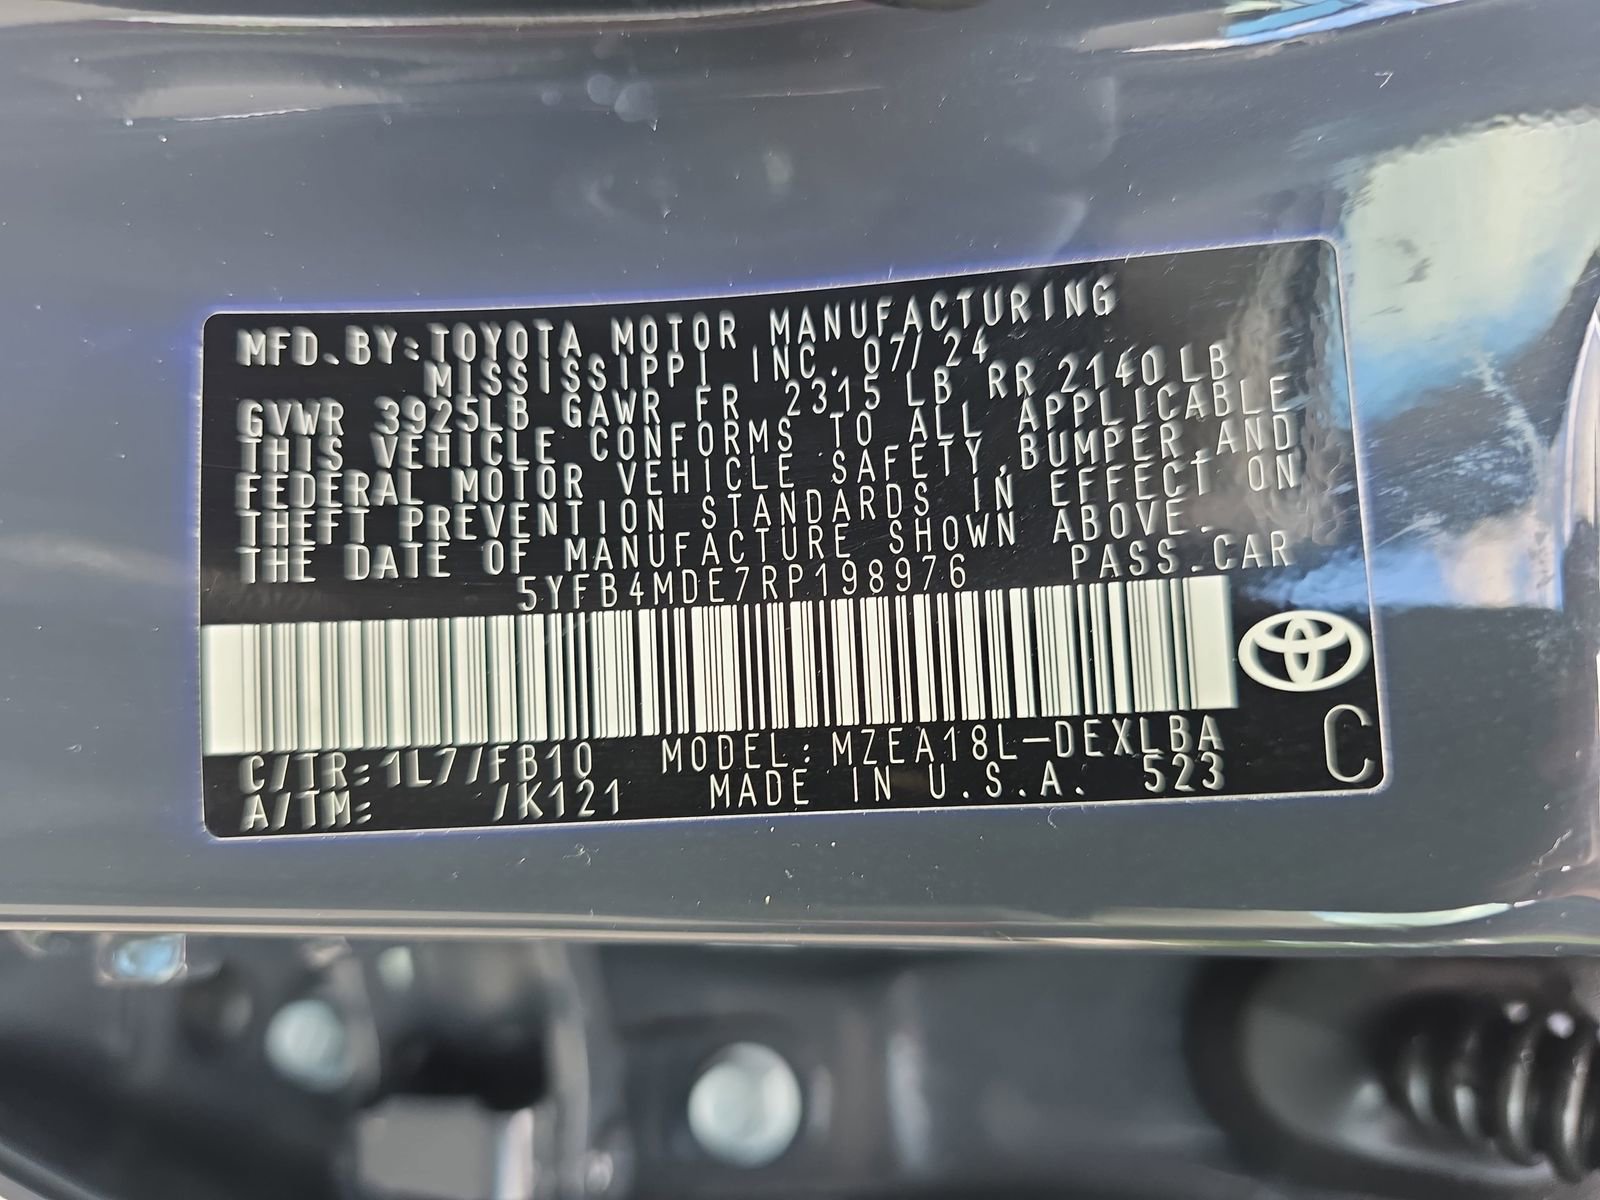 MFD.BY:TOYOTA MOTOR MANUFACTURING
MISSISSIPPI INC. 07/24
GVWR 3925LB GAWR FR 2315LB RR 2140LB
THIS VEHICLE CONFORMS TO ALL APPLICABLE
FEDERAL MOTOR VEHICLE SAFETY,BUMPER,AND
THEFT PREVENTION STANDARDS IN EFFECT ON
THE DATE OF MANUFACTURE SHOWN ABOVE.
5YFB4MDE7RP198976 PASS.CAR
C/TR:1L7/FB10 MODEL:MZEA18L-DEXLBA
A/TM: /K121 MADE IN U.S.A. 523
C